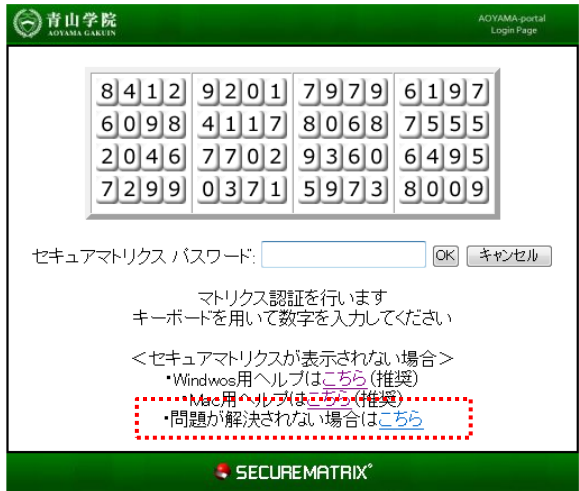 青山学院
AOYAMA GAKUIN
AOYAMA-portal
Login Page
8412 9201 7979 6197
6098 4117 8068 7555
2046 7702 9360 6495
7299 0371 5973 8009
セキュアマトリクス パスワード: OK キャンセル
マトリクス認証を行います
キーボードを用いて数字を入力してください
＜セキュアマトリクスが表示されない場合＞
・Windwos用ヘルプはこちら(推奨)
・Mac用ヘルプはこちら(推奨)
・問題が解決されない場合はこちら
SECUREMATRIX®